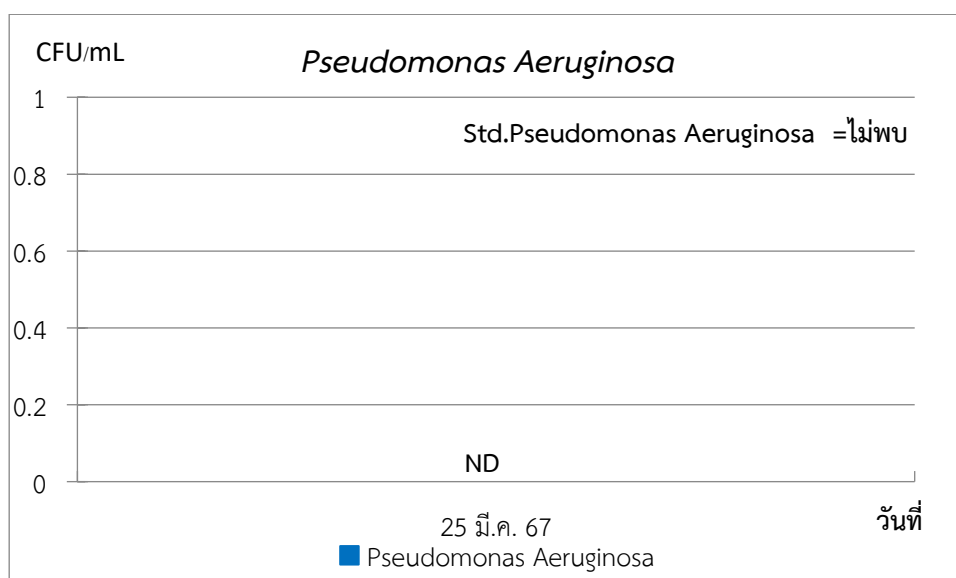 CFU/mL
Pseudomonas Aeruginosa
1
Std.Pseudomonas Aeruginosa =ไม่พบ
0.8
0.6
0.4
0.2
ND
0
25 มี.ค. 67
วันที่
Pseudomonas Aeruginosa